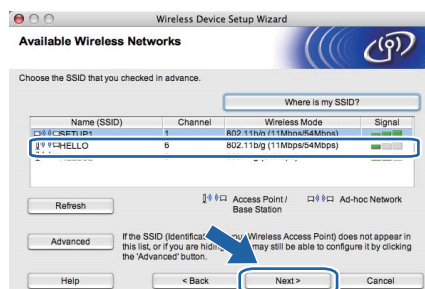 Wireless Device Setup Wizard
Available Wireless Networks
Choose the SSID that you checked in advance.
Where is my SSID?
Name (SSID) Channel Wireless Mode Signal
SETUP1 1 802.11b/g (11Mbps/54Mbps)
HELLO 6 802.11b/g (11Mbps/54Mbps)
Access Point / Ad-hoc Network
Base Station
Refresh
If the SSID Wireless Access Point) does not appear in
Advanced this list, or if you are may still be able to configure it by clicking
the 'Advanced' button.
Help < Back Next > Cancel